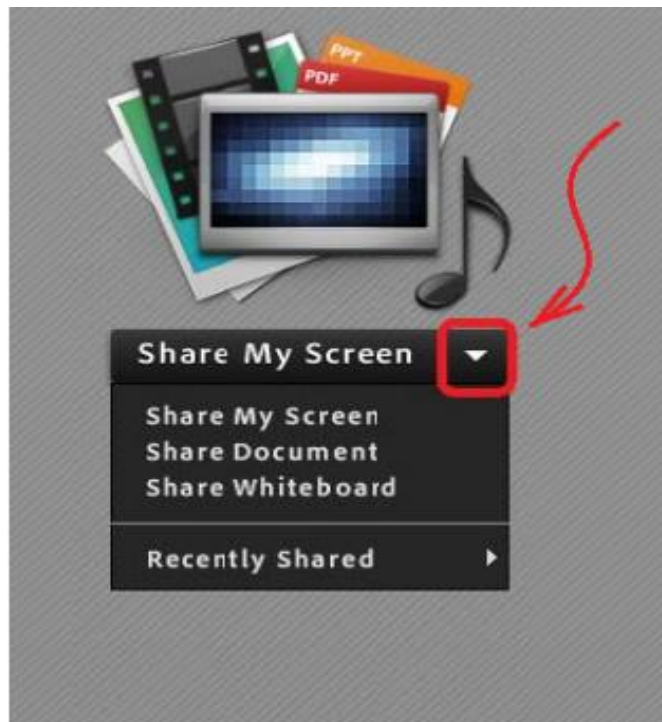 PPT
PDF
Share My Screen
Share My Screen
Share Document
Share Whiteboard
Recently Shared